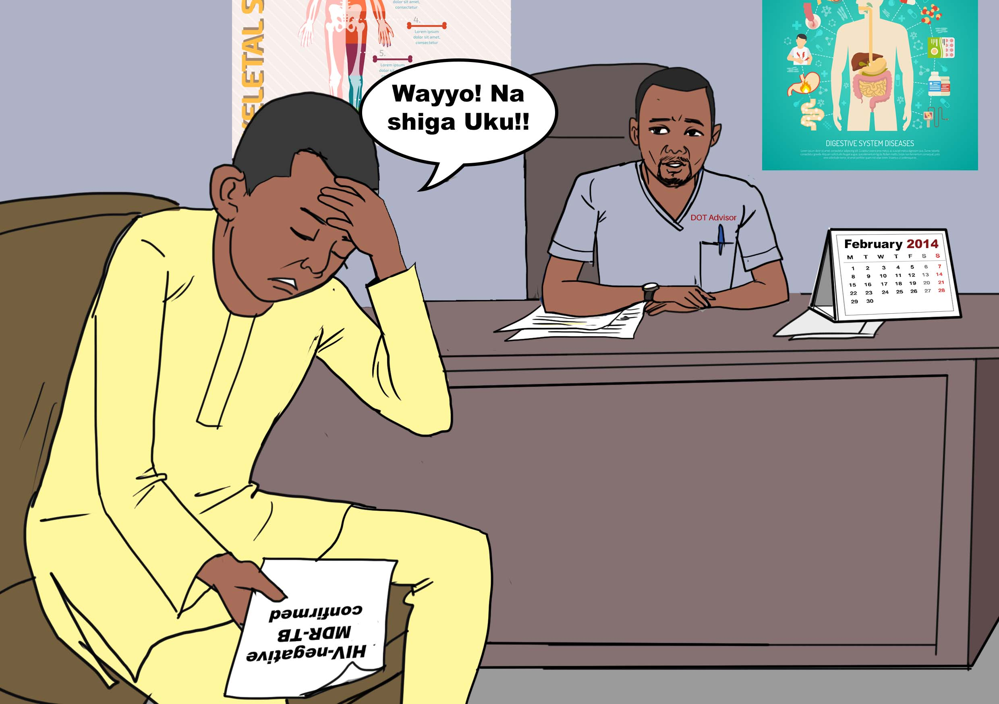 dolor sit amet,
consectetur
4.
Lorem ipsum
dolor sit amet,
consectetur
5.
Lorem ipsum
dolor sit
Wayyo! Na
shiga Uku!!
DIGESTIVE SYSTEM DISEASES
DOT Advisor
February 2014
M T W T F S S
1 2 3 4 5 6 7
8 9 10 11 12 13 14
15 16 17 18 19 20 21
22 23 24 25 26 27 28
29 30
HIV-negative
MDR-TB
confirmed